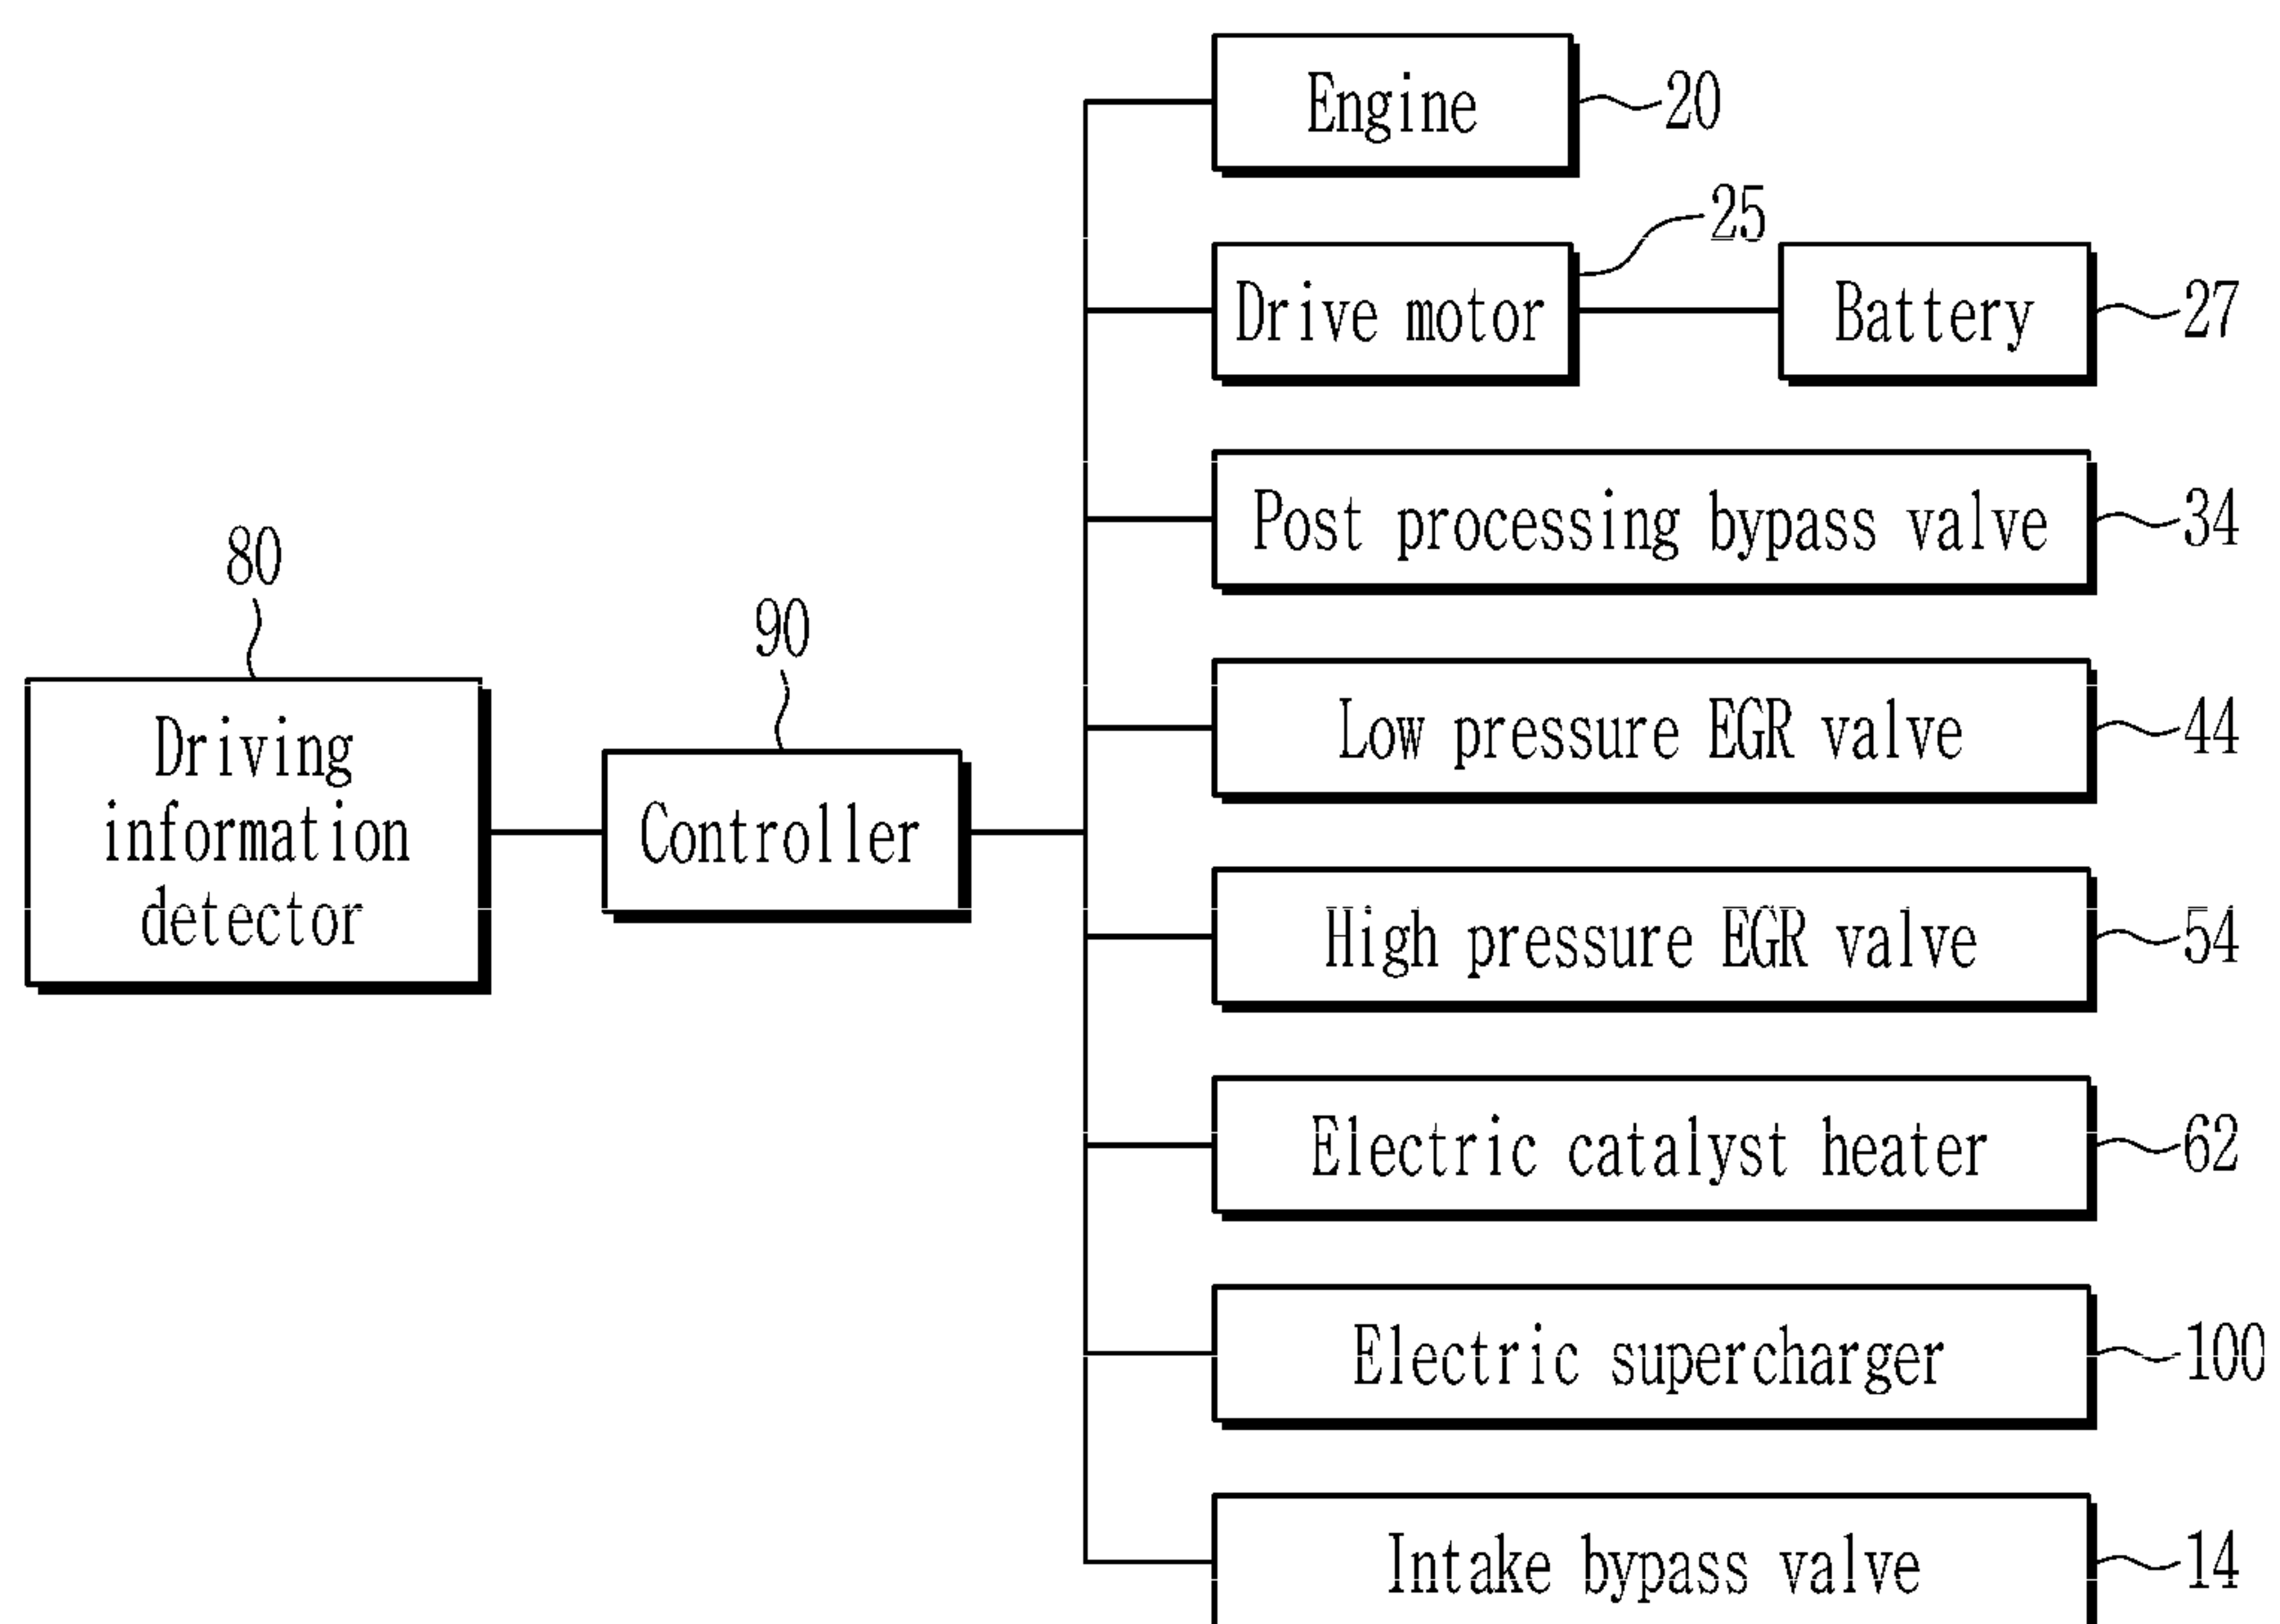 Engine
20
25
Drive motor
Battery
27
Post processing bypass valve
34
80
90
Low pressure EGR valve
44
Driving
information
detector
Controller
High pressure EGR valve
54
Electric catalyst heater
62
Electric supercharger
100
Intake bypass valve
14